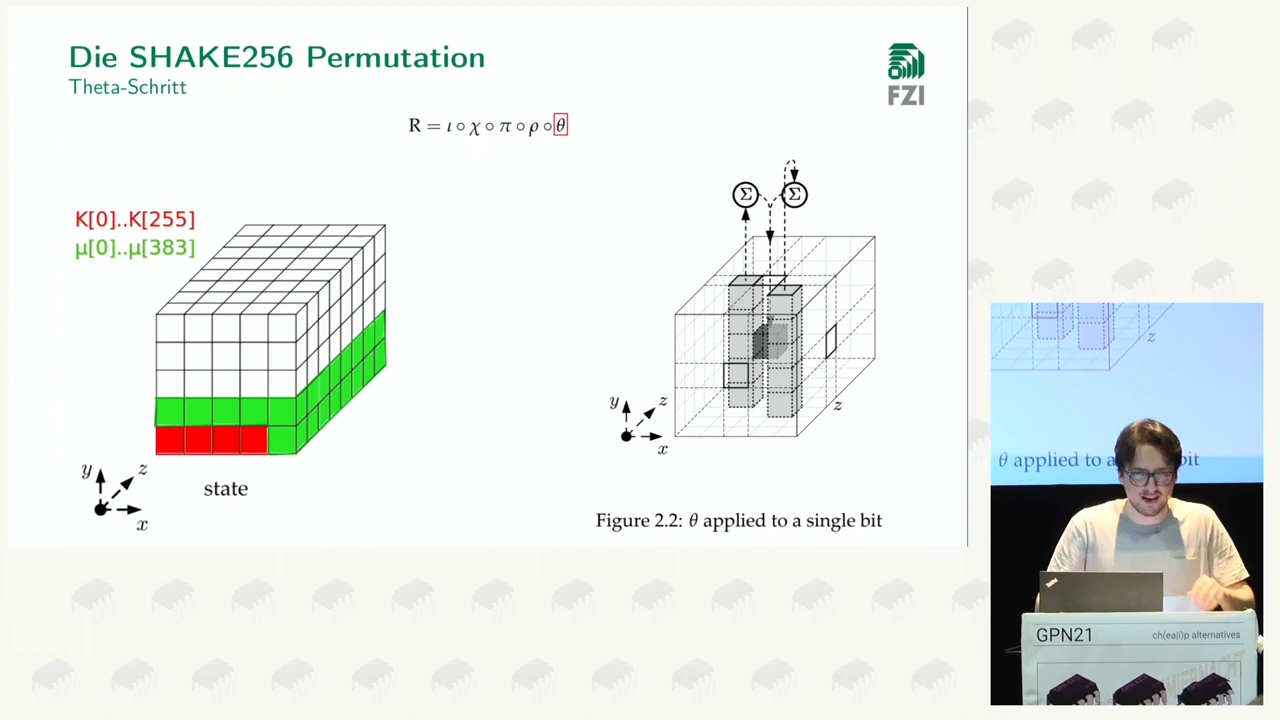 Die SHAKE256 Permutation
Theta-Schritt
FZI
R = ι ∘ χ ∘ π ∘ ρ ∘ θ
K[0]..K[255]
μ[0]..μ[383]
y
z
x
state
Σ
Σ
y
z
x
z
Figure 2.2: θ applied to a single bit
z
θ applied to a
bit
GPN21
ch(ea|i)p alternatives